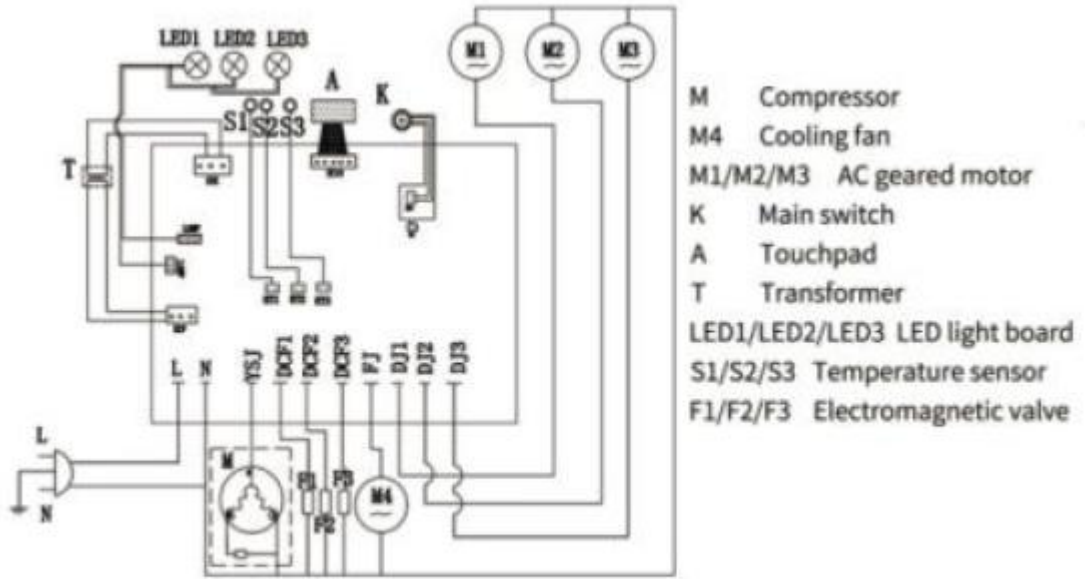 LED1 LED2 LED3
A
K
S1 S2 S3
T
M1
M2
M3
L
N
YSJ
DCF1
DCF2
DCF3
FJ
DJ1
DJ2
DJ3
L
N
M
F3
F2
M4
M Compressor
M4 Cooling fan
M1/M2/M3 AC geared motor
K Main switch
A Touchpad
T Transformer
LED1/LED2/LED3 LED light board
S1/S2/S3 Temperature sensor
F1/F2/F3 Electromagnetic valve